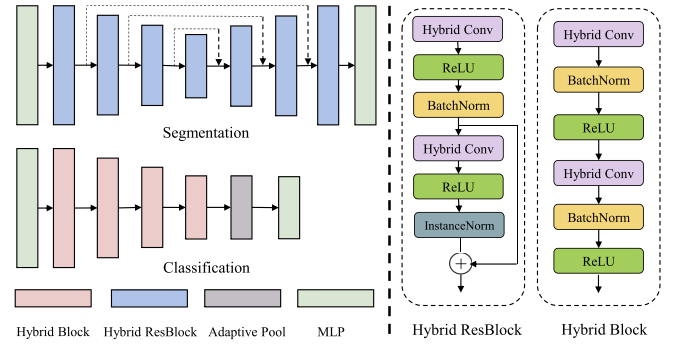 Segmentation
Classification
Hybrid Block
Hybrid ResBlock
Adaptive Pool
MLP
Hybrid Conv
ReLU
BatchNorm
Hybrid Conv
ReLU
InstanceNorm
Hybrid ResBlock
Hybrid Conv
BatchNorm
ReLU
Hybrid Conv
BatchNorm
ReLU
Hybrid Block